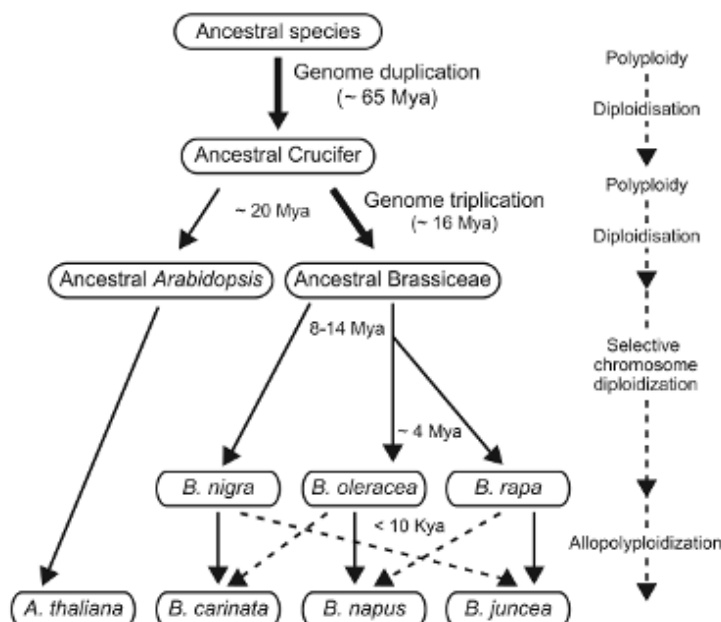 Ancestral species
Genome duplication
(~ 65 Mya)
Polyploidy
Diploidisation
Ancestral Crucifer
~ 20 Mya
Genome triplication
(~ 16 Mya)
Polyploidy
Diploidisation
Ancestral Arabidopsis
Ancestral Brassiceae
8-14 Mya
Selective
chromosome
diploidization
~ 4 Mya
B. nigra
B. oleracea
B. rapa
< 10 Kya
Allopolyploidization
A. thaliana
B. carinata
B. napus
B. juncea